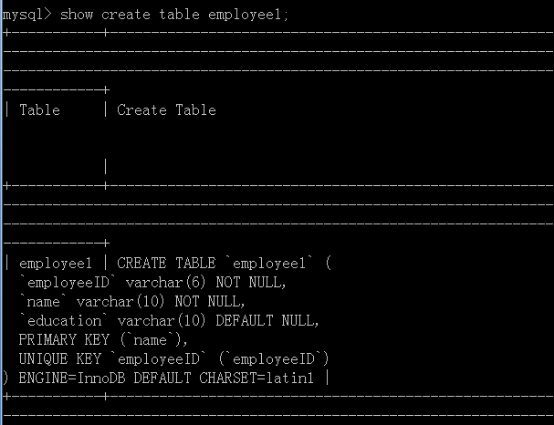 mysql> show create table employee1;
| Table | Create Table
|
| employee1 | CREATE TABLE `employee1` (
`employeeID` varchar(6) NOT NULL,
`name` varchar(10) NOT NULL,
`education` varchar(10) DEFAULT NULL,
PRIMARY KEY (`name`),
UNIQUE KEY `employeeID` (`employeeID`)
) ENGINE=InnoDB DEFAULT CHARSET=latin1 |